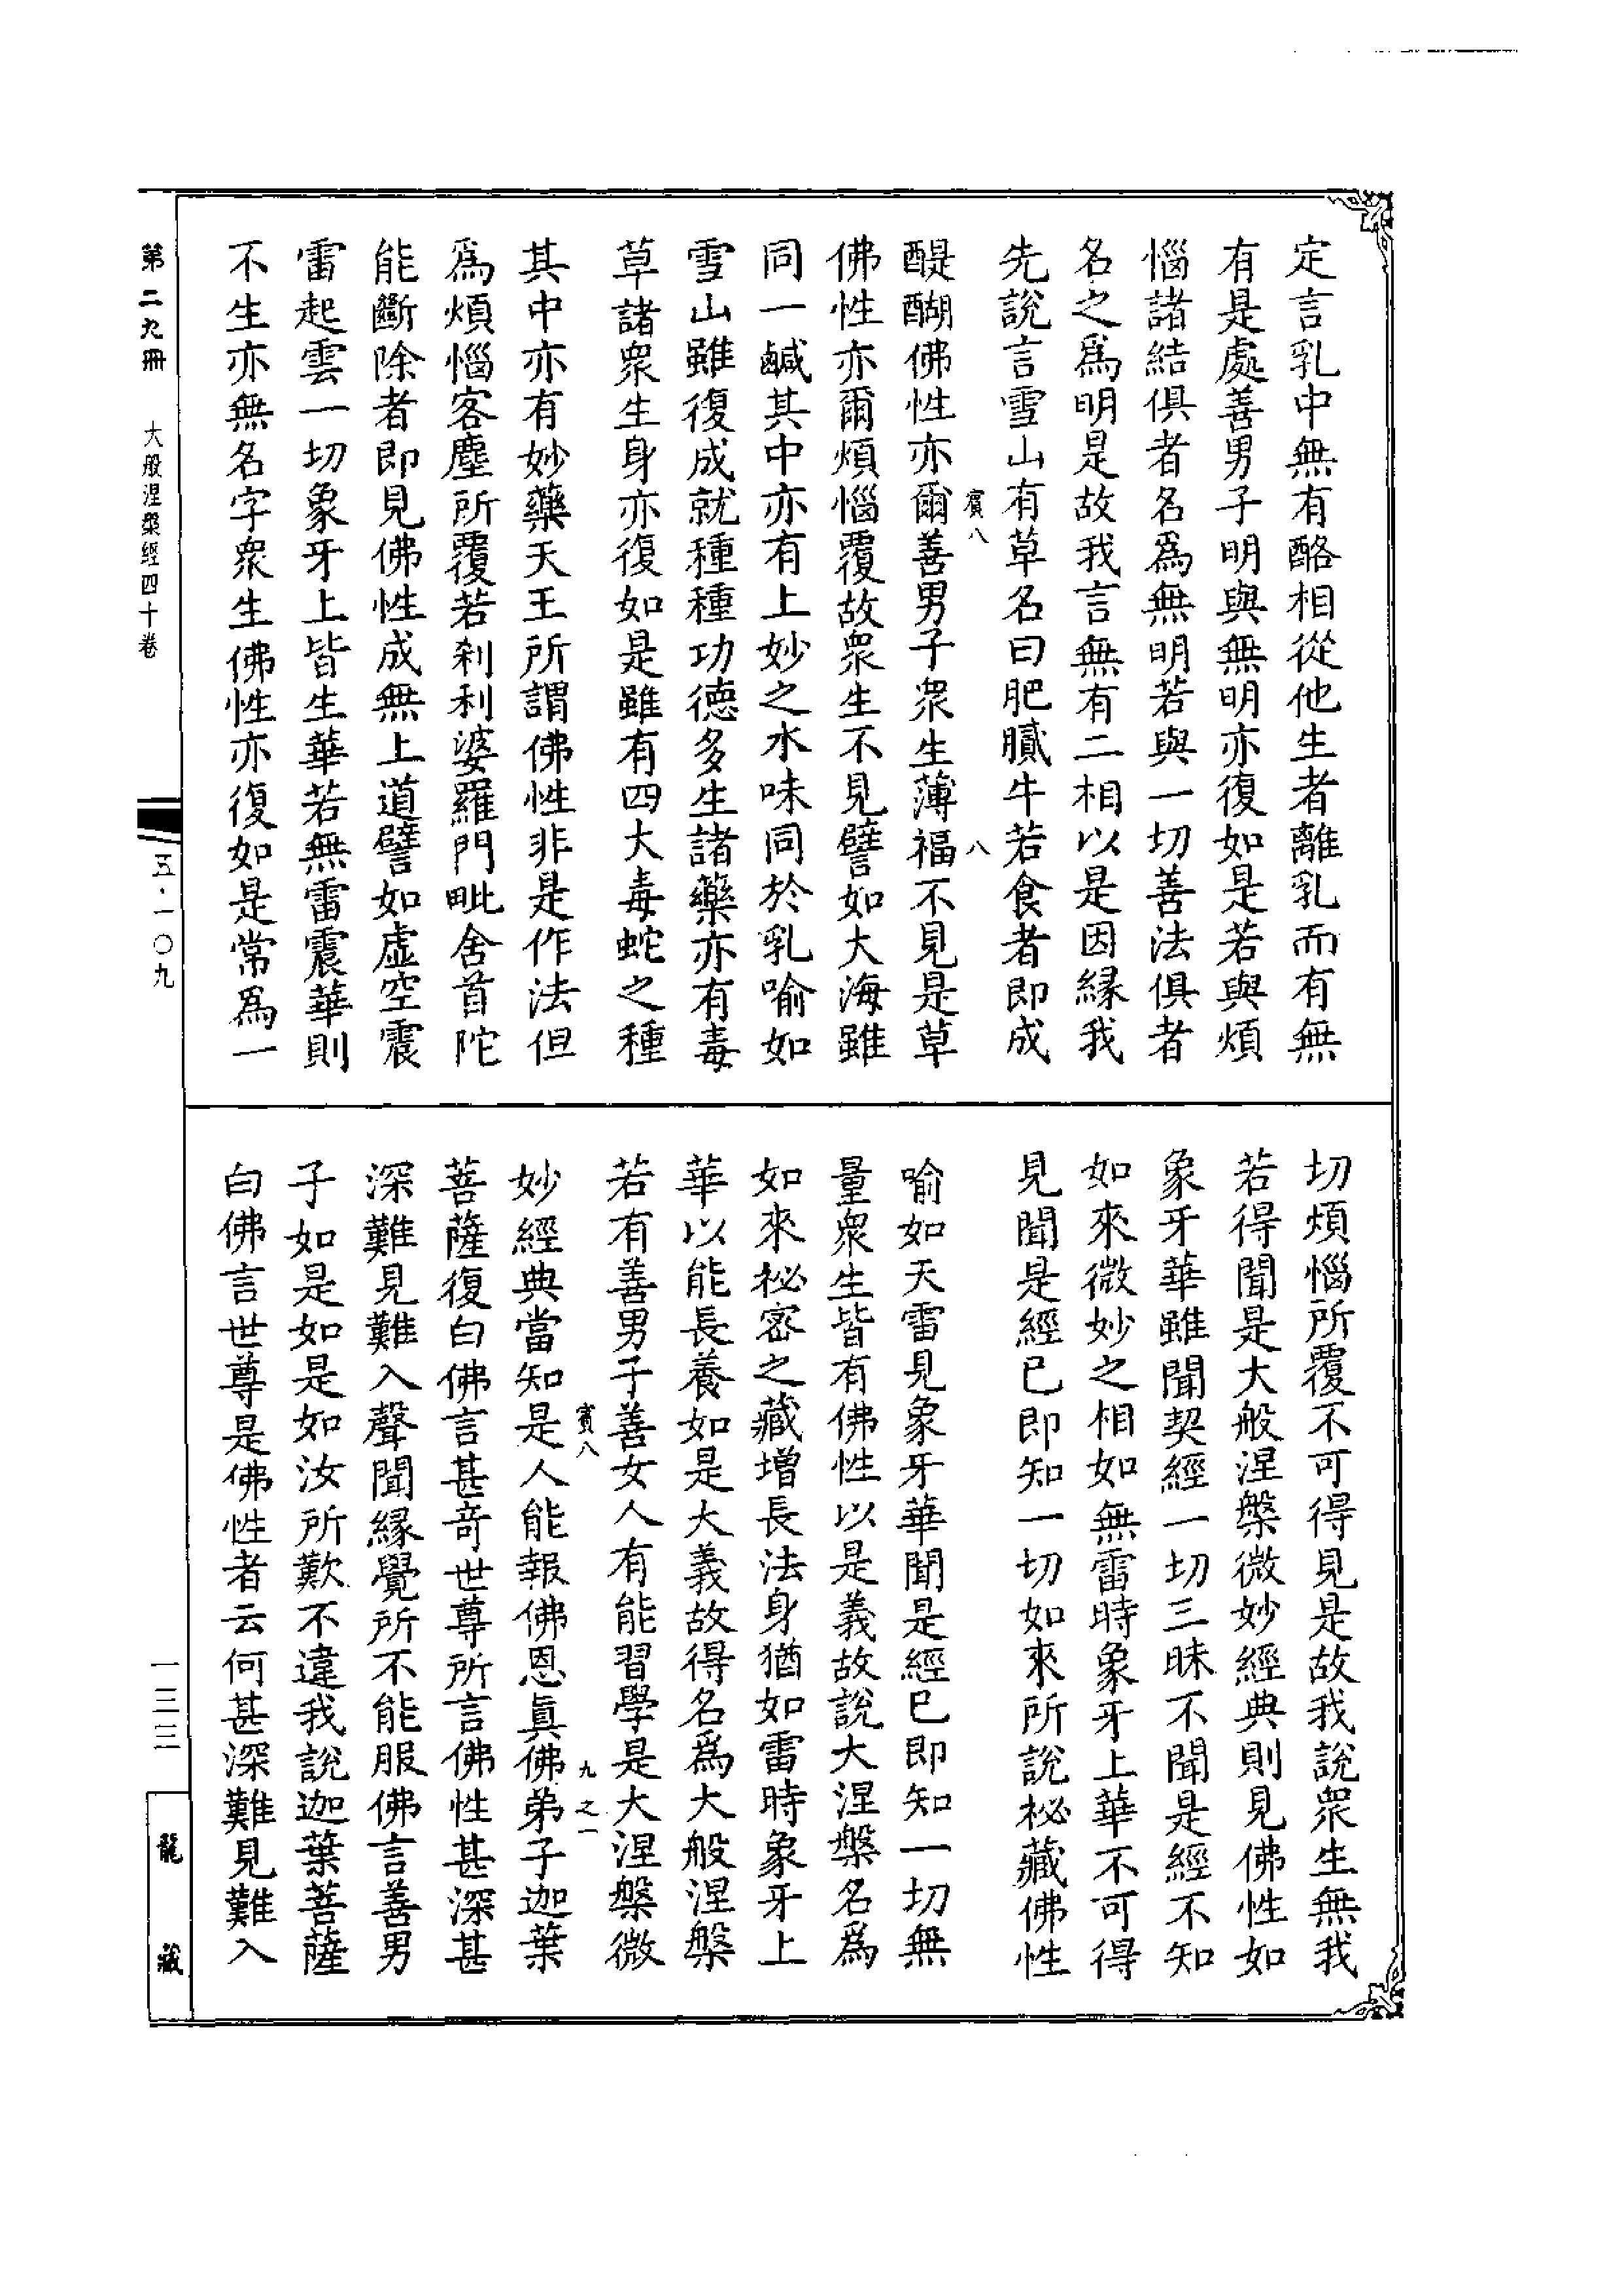 定言乳中無有酪相從他生者離乳而有無
有是處善男子明與無明亦復如是若與煩
惱諸結俱者名爲無明若與一切善法俱者
名之爲明是故我言無有二相以是因緣我
先說言雪山有草名曰肥膩牛若食者即成
賓八 八
醍醐佛性亦爾善男子衆生薄福不見是草
佛性亦爾煩惱覆故衆生不見譬如大海雖
同一鹹其中亦有上妙之水味同於乳喻如
雪山雖復成就種種功德多生諸藥亦有毒
草諸衆生身亦復如是雖有四大毒蛇之種
其中亦有妙藥天王所謂佛性非是作法但
爲煩惱客塵所覆若刹利婆羅門毗舍首陀
能斷除者即見佛性成無上道譬如虛空震
雷起雲一切象牙上皆生華若無雷震華則
不生亦無名字衆生佛性亦復如是常爲一
切煩惱所覆不可得見是故我說衆生無我
若得聞是大般涅槃微妙經典則見佛性如
象牙華雖聞契經一切三昧不聞是經不知
如來微妙之相如無雷時象牙上華不可得
見聞是經已即知一切如來所說祕藏佛性
喻如天雷見象牙華聞是經已即知一切無
量衆生皆有佛性以是義故說大涅槃名爲
如來祕密之藏增長法身猶如雷時象牙上
華以能長養如是大義故得名爲大般涅槃
若有善男子善女人有能習學是大涅槃微
賓八 九之一
妙經典當知是人能報佛恩眞佛弟子迦葉
菩薩復白佛言甚奇世尊所言佛性甚深甚
深難見難入聲聞緣覺所不能服佛言善男
子如是如是如汝所歎不違我說迦葉菩薩
白佛言世尊是佛性者云何甚深難見難入
第二九冊 大般涅槃經四十卷
五·一〇九
一三三
龍藏